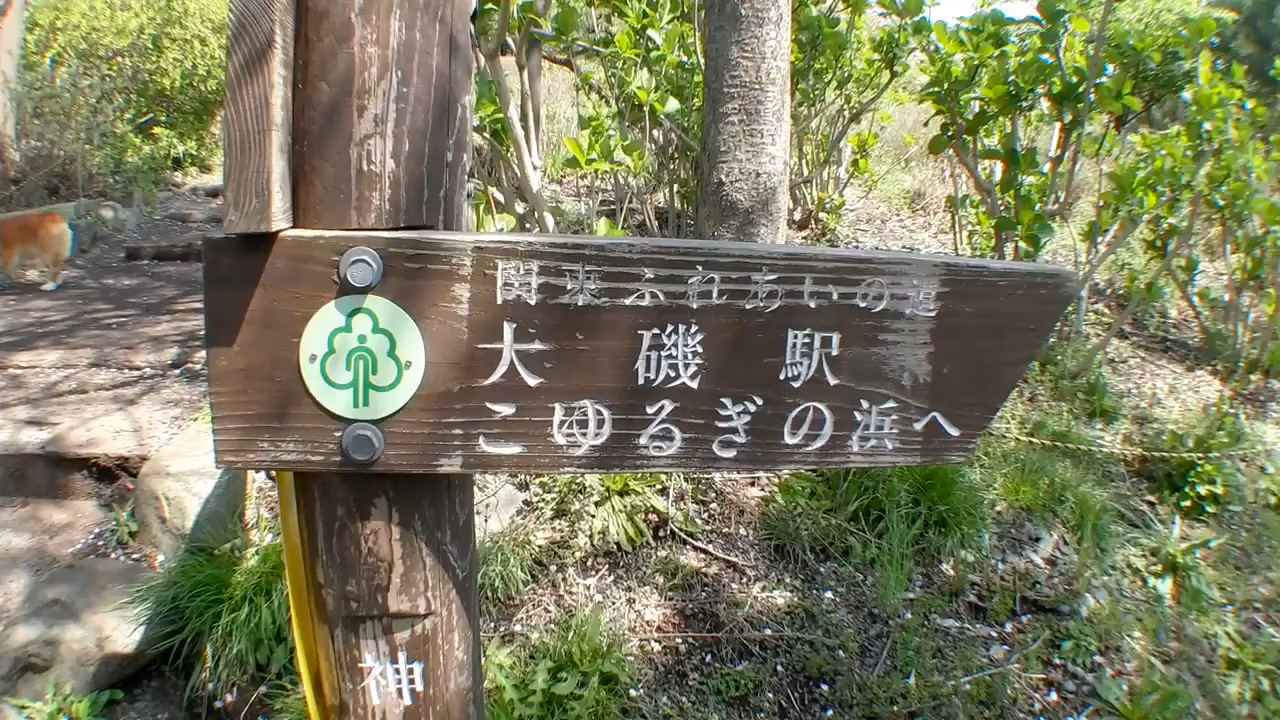 関東ふれあいの道
大磯駅
こゆるぎの浜へ
神